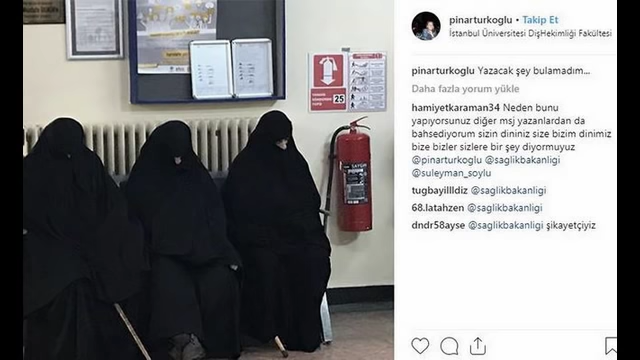 pinarturkoglu • Takip Et
İstanbul Üniversitesi DişHekimliği Fakültesi
pinarturkoglu Yazacak şey bulamadım...
Daha fazla yorum yükle
hamiyetkaraman34 Neden bunu
yapıyorsunuz diğer msj yazanlardan da
bahsediyorum sizin dininiz size bizim dinimiz
bize bizler sizlere bir şey diyormuyuz
@pinarturkoglu @saglikbakanligi
@suleyman_soylu
tugbayillldiz @saglikbakanligi
68.latahzen @saglikbakanligi
dndr58ayse @saglikbakanligi şikayetçiyiz
25